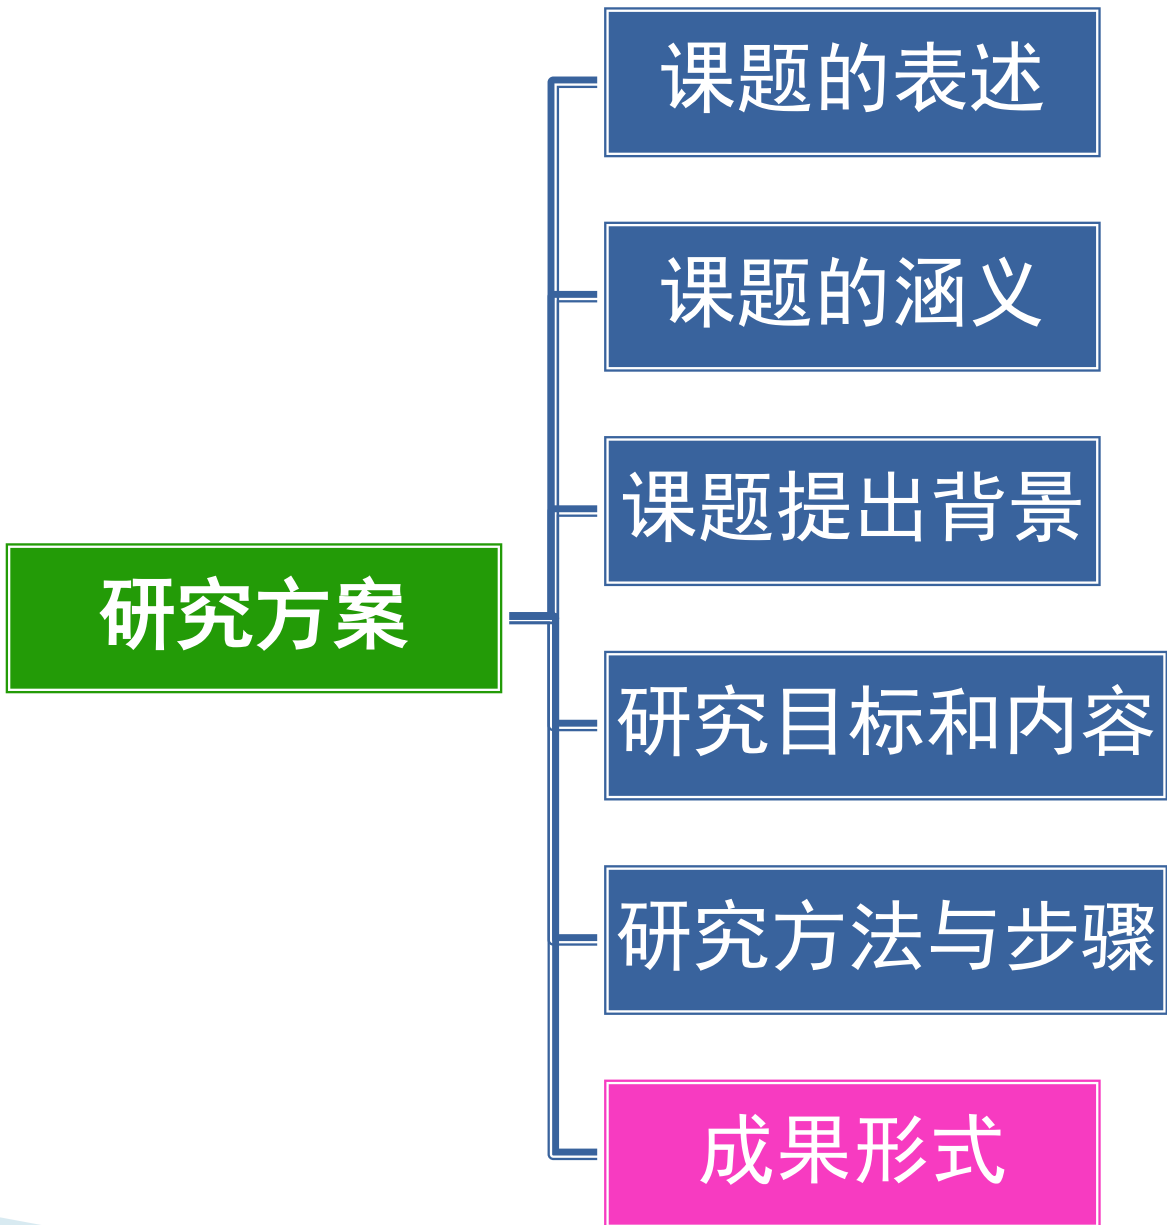 课题的表述
课题的涵义
课题提出背景
研究方案
研究目标和内容
研究方法与步骤
成果形式